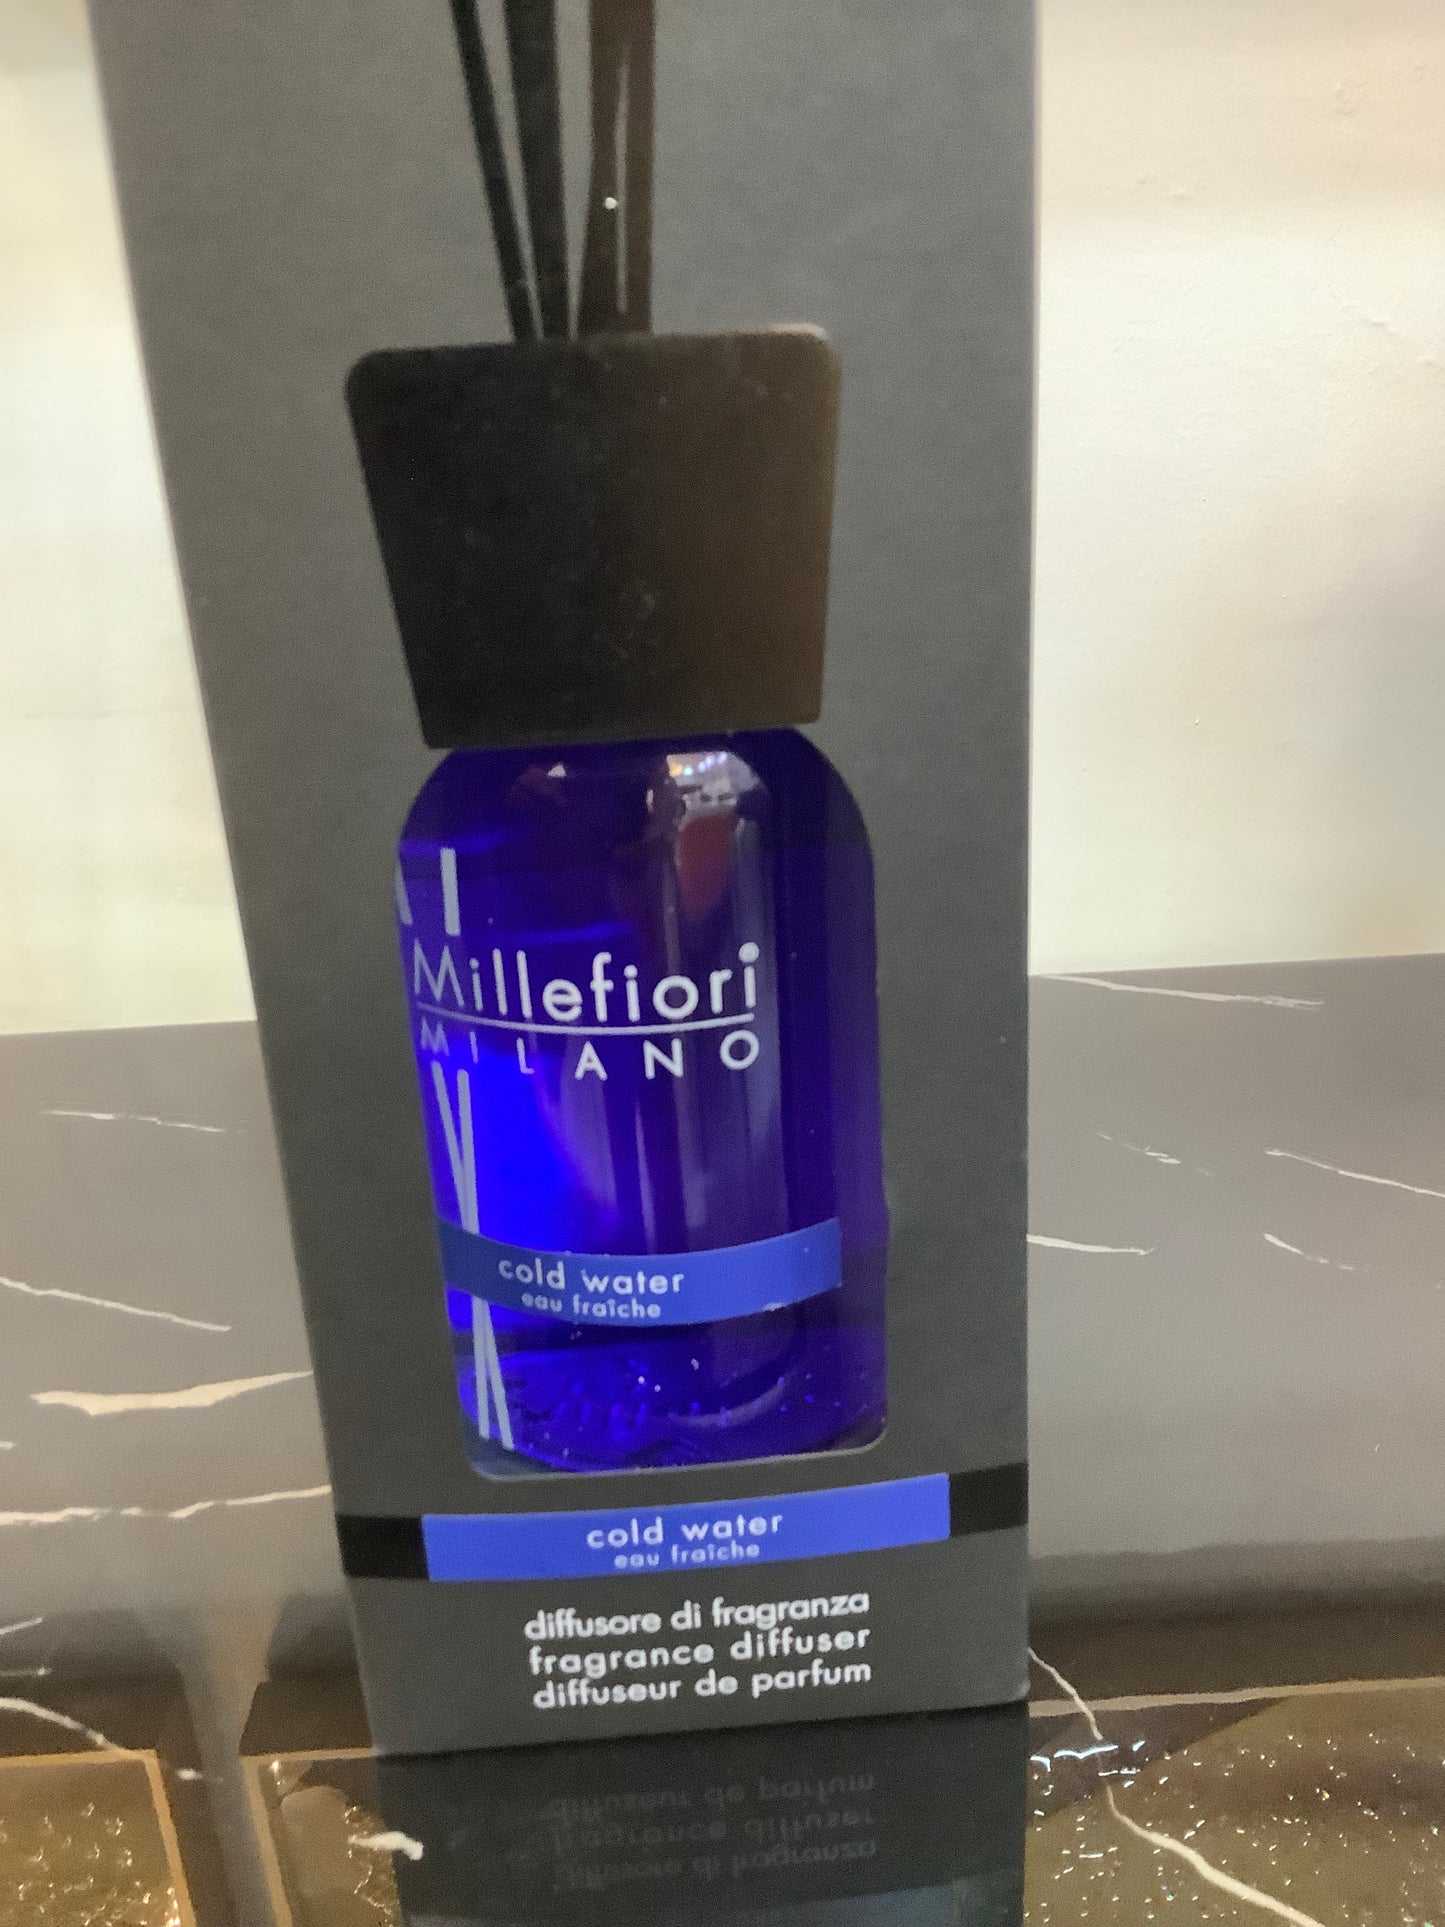 Millefiori
MILANO
cold water
eau fraîche
cold water
eau fraîche
diffusore di fragranza
fragrance diffuser
diffuseur de parfum